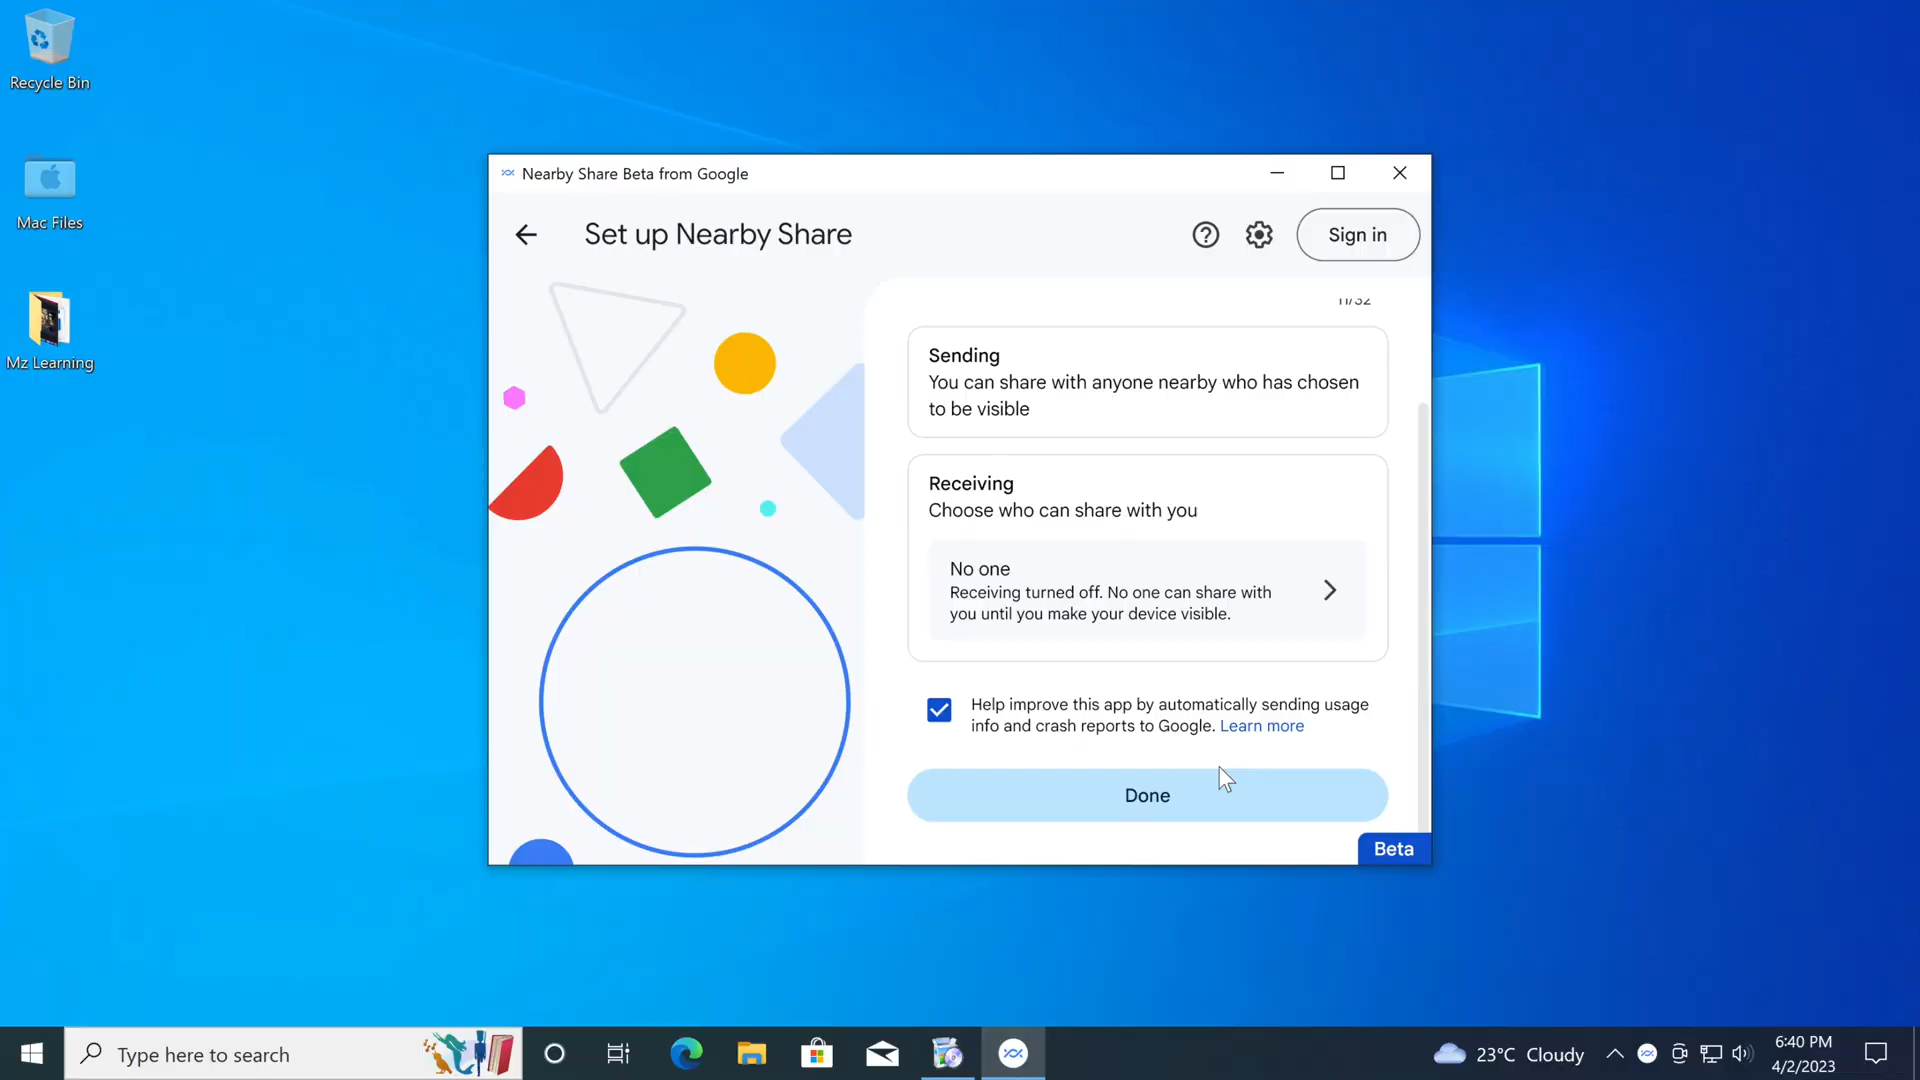 Recycle Bin
Mac Files
Mz Learning
Nearby Share Beta from Google
Set up Nearby Share
Sign in
11/32
Sending
You can share with anyone nearby who has chosen
to be visible
Receiving
Choose who can share with you
No one
Receiving turned off. No one can share with
you until you make your device visible.
Help improve this app by automatically sending usage
info and crash reports to Google. Learn more
Done
Beta
Type here to search
23°C Cloudy
6:40 PM
4/2/2023